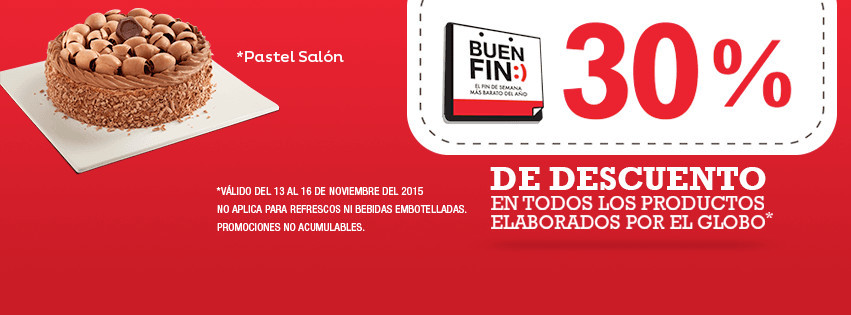 *Pastel Salón
BUEN
FIN:)
EL FIN DE SEMANA
MÁS BARATO DEL AÑO
30%
DE DESCUENTO
EN TODOS LOS PRODUCTOS
ELABORADOS POR EL GLOBO*
*VÁLIDO DEL 13 AL 16 DE NOVIEMBRE DEL 2015
NO APLICA PARA REFRESCOS NI BEBIDAS EMBOTELLADAS.
PROMOCIONES NO ACUMULABLES.